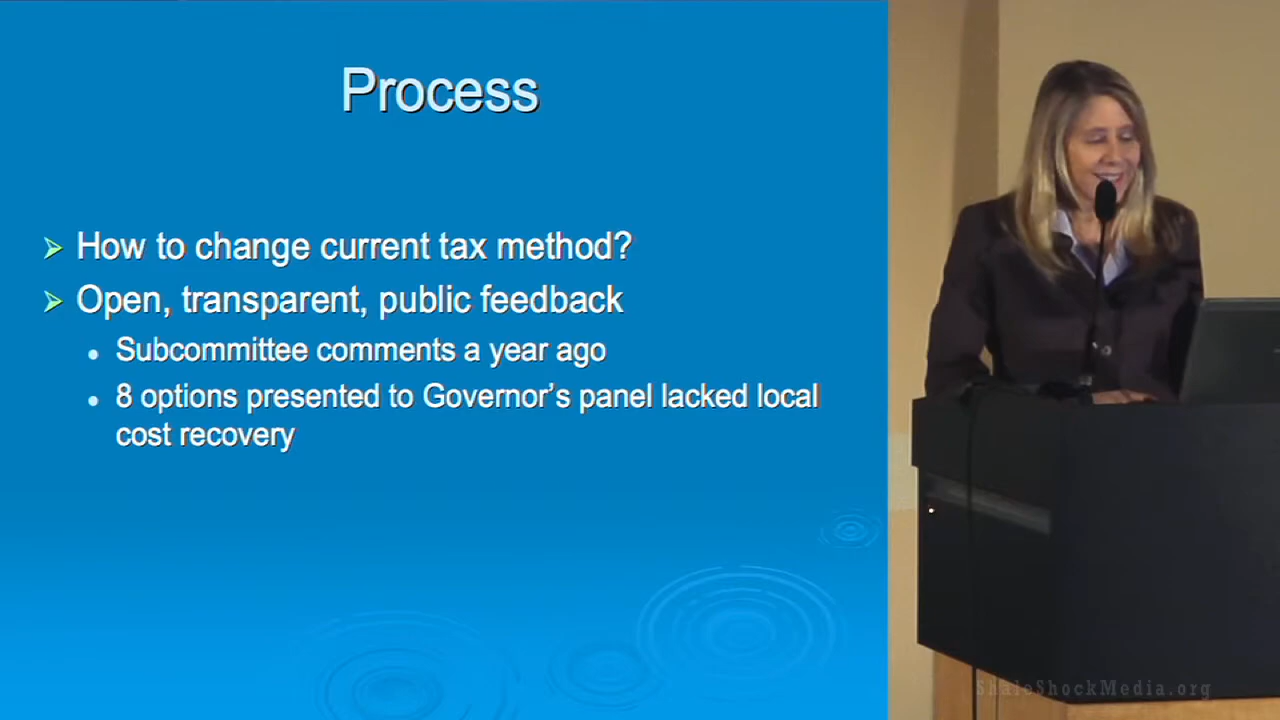 Process
How to change current tax method?
Open, transparent, public feedback
Subcommittee comments a year ago
8 options presented to Governor's panel lacked local
cost recovery
ShaleShockMedia.org